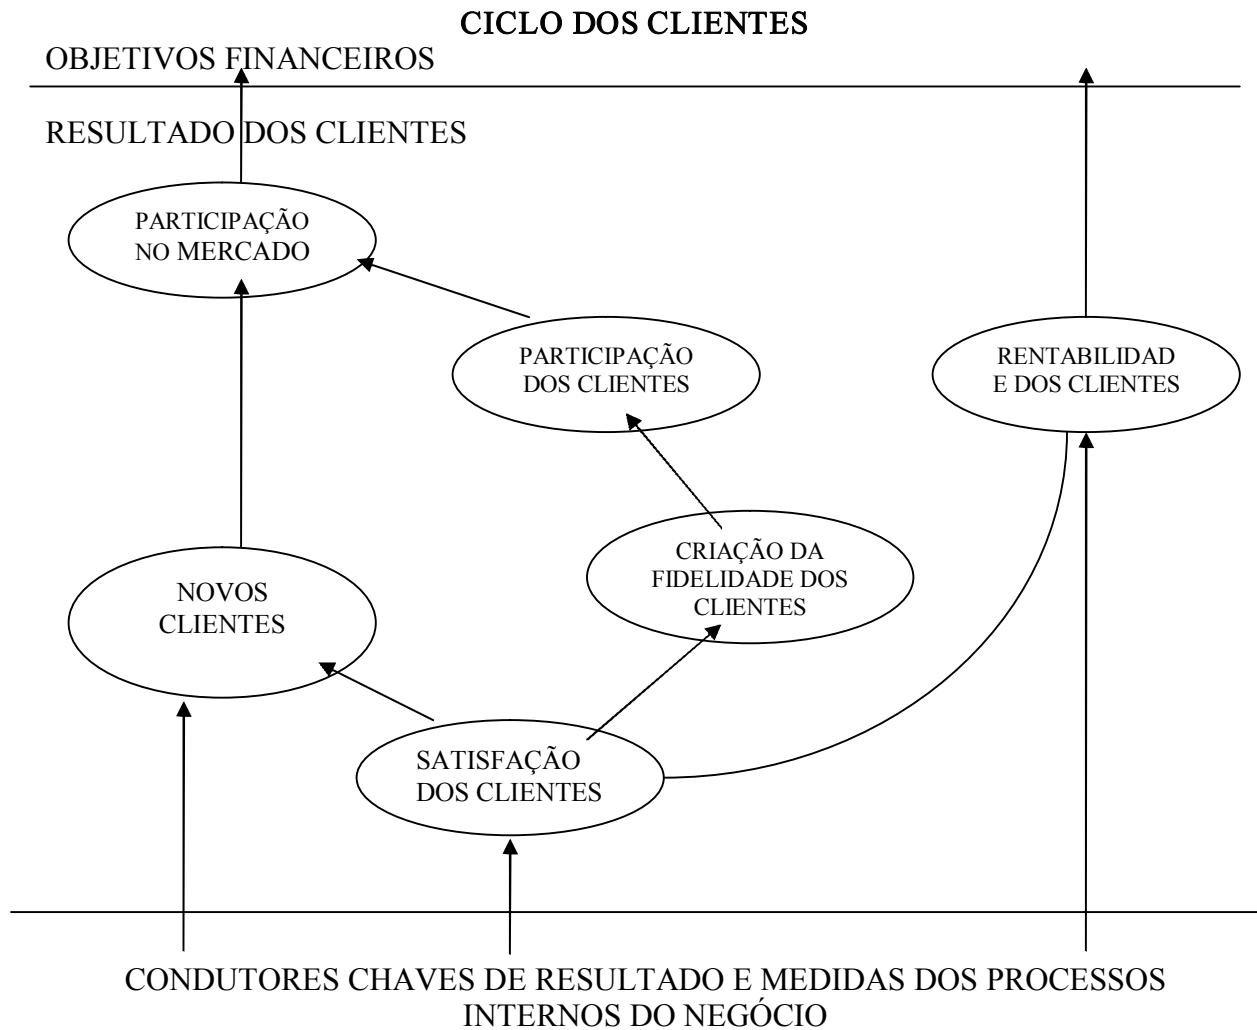 CICLO DOS CLIENTES
OBJETIVOS FINANCEIROS
RESULTADO DOS CLIENTES
PARTICIPAÇÃO
NO MERCADO
PARTICIPAÇÃO
DOS CLIENTES
RENTABILIDAD
E DOS CLIENTES
CRIAÇÃO DA
FIDELIDADE DOS
CLIENTES
NOVOS
CLIENTES
SATISFAÇÃO
DOS CLIENTES
CONDUTORES CHAVES DE RESULTADO E MEDIDAS DOS PROCESSOS
INTERNOS DO NEGÓCIO